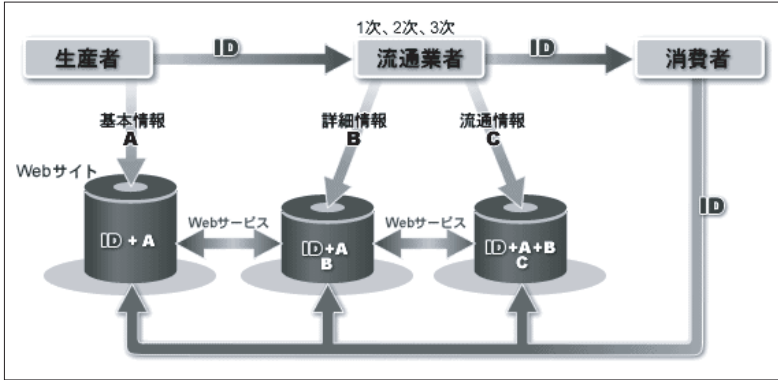 1次、2次、3次
生産者
ID
流通業者
ID
消費者
基本情報
A
詳細情報
B
流通情報
C
Webサイト
ID
Webサービス
Webサービス
ID + A
ID+A
B
ID+A+B
C